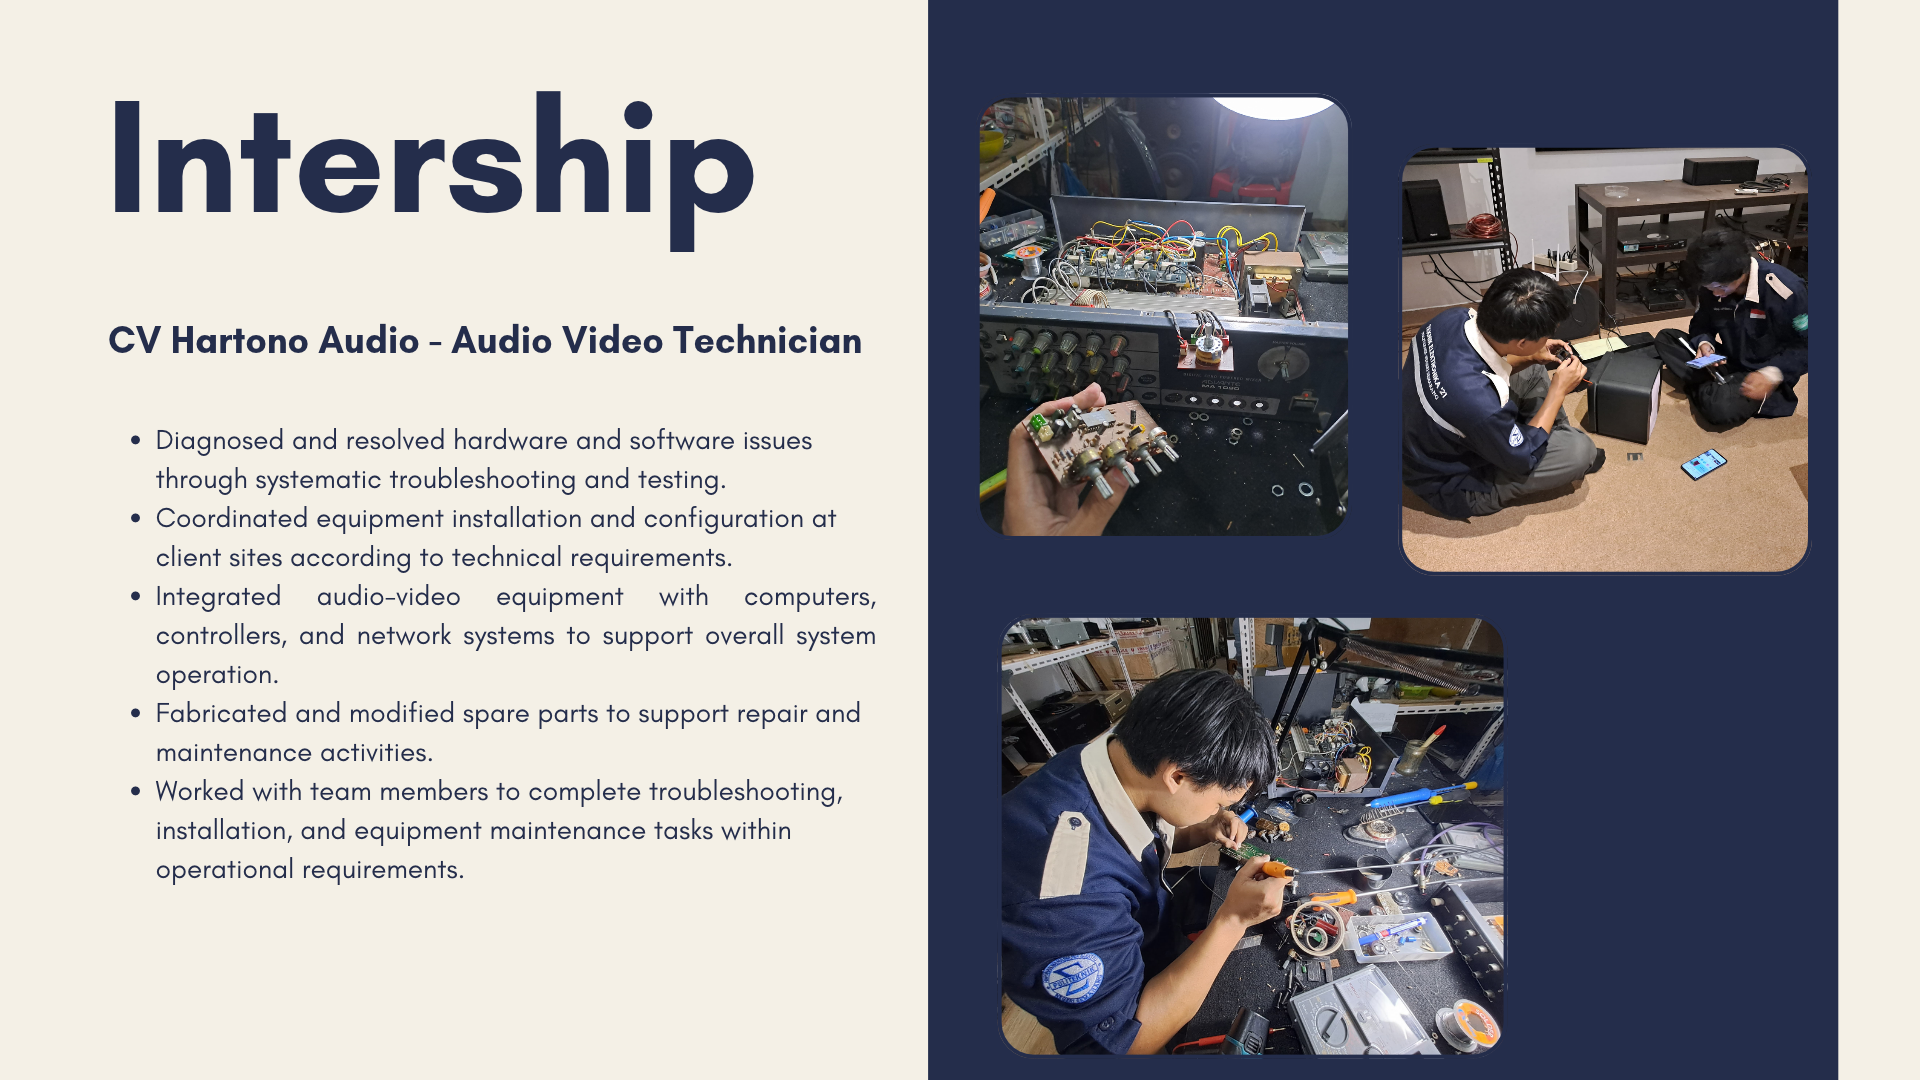 Intership
CV Hartono Audio - Audio Video Technician
• Diagnosed and resolved hardware and software issues
through systematic troubleshooting and testing.
• Coordinated equipment installation and configuration at
client sites according to technical requirements.
• Integrated audio-video equipment with computers,
controllers, and network systems to support overall system
operation.
• Fabricated and modified spare parts to support repair and
maintenance activities.
• Worked with team members to complete troubleshooting,
installation, and equipment maintenance tasks within
operational requirements.